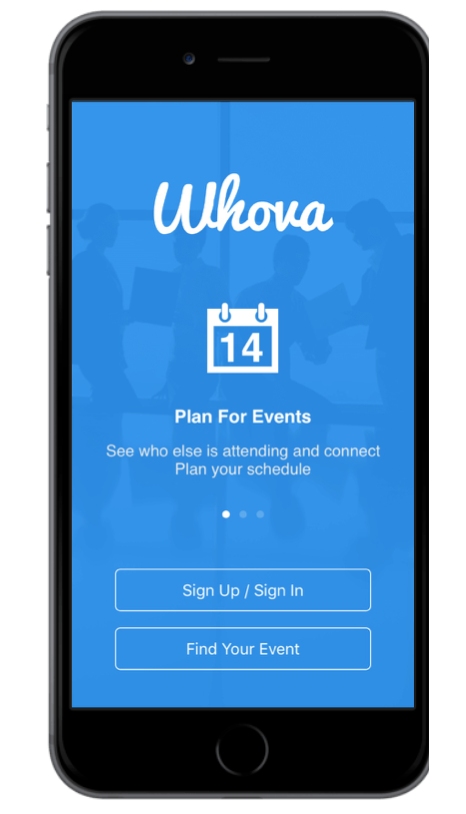 Whova
14
Plan For Events
See who else is attending and connect
Plan your schedule
Sign Up / Sign In
Find Your Event